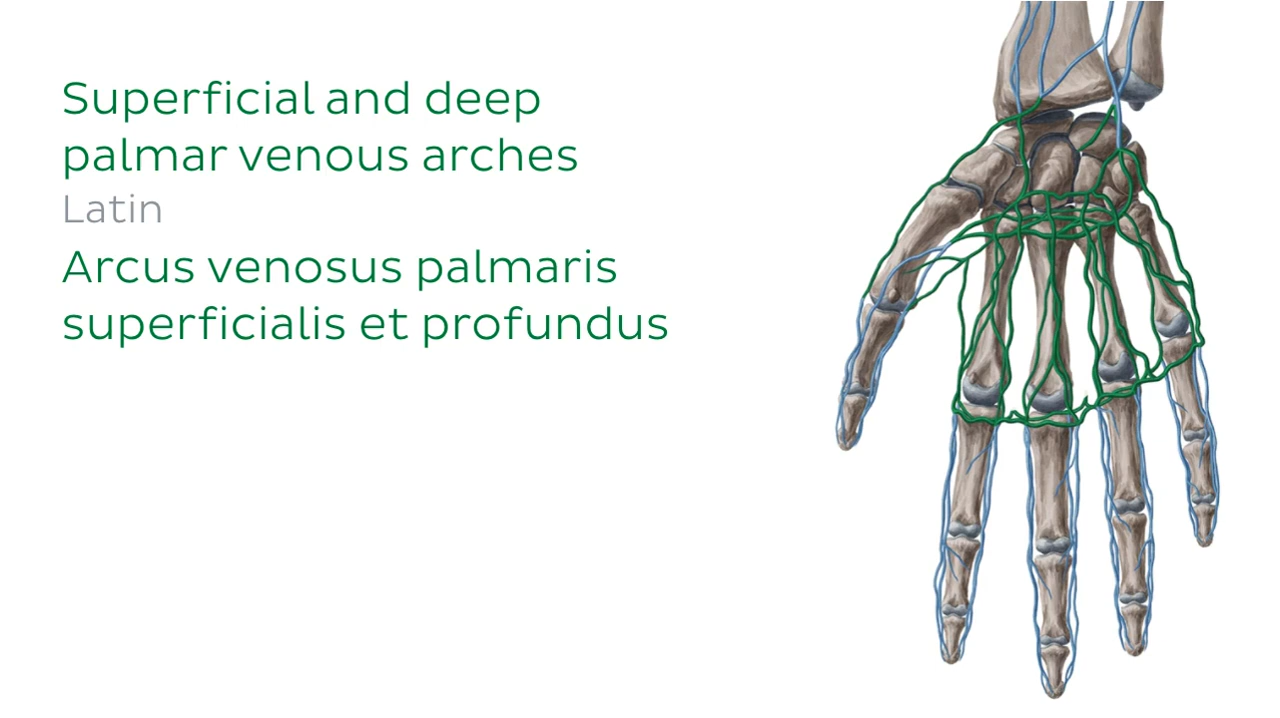 Superficial and deep
palmar venous arches
Latin
Arcus venosus palmaris
superficialis et profundus